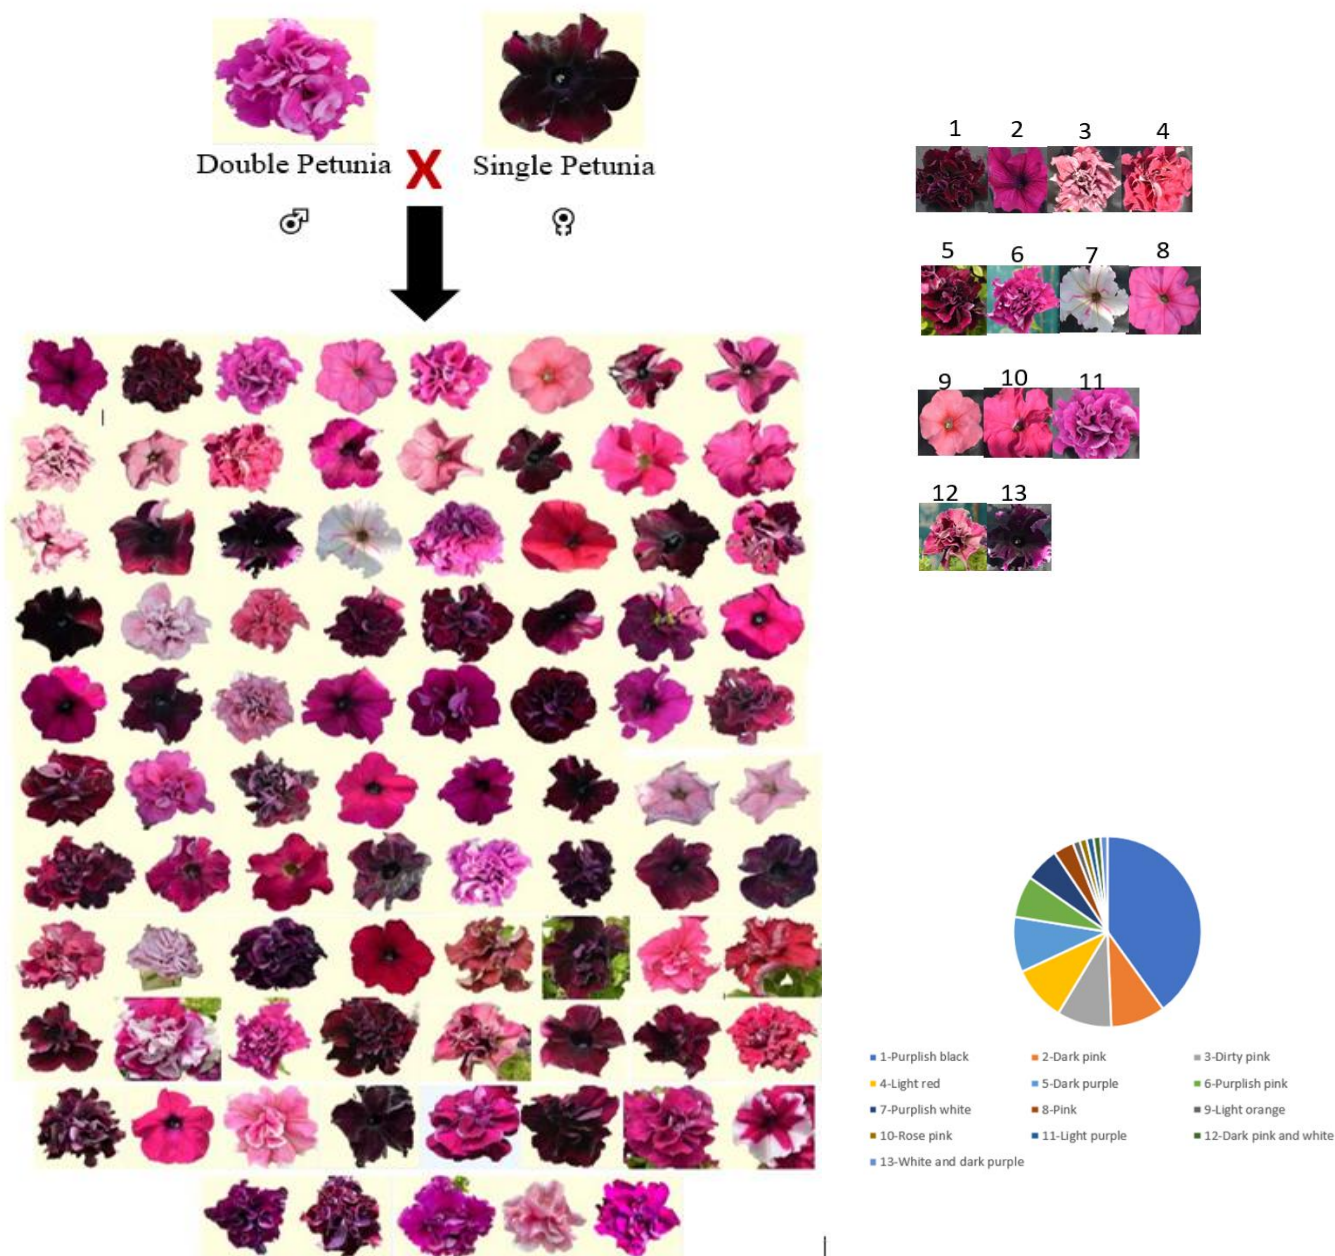 Double Petunia X Single Petunia
♂ ♀
1 2 3 4
5 6 7 8
9 10 11
12 13
1-Purplish black 2-Dark pink 3-Dirty pink
4-Light red 5-Dark purple 6-Purplish pink
7-Purplish white 8-Pink 9-Light orange
10-Rose pink 11-Light purple 12-Dark pink and white
13-White and dark purple